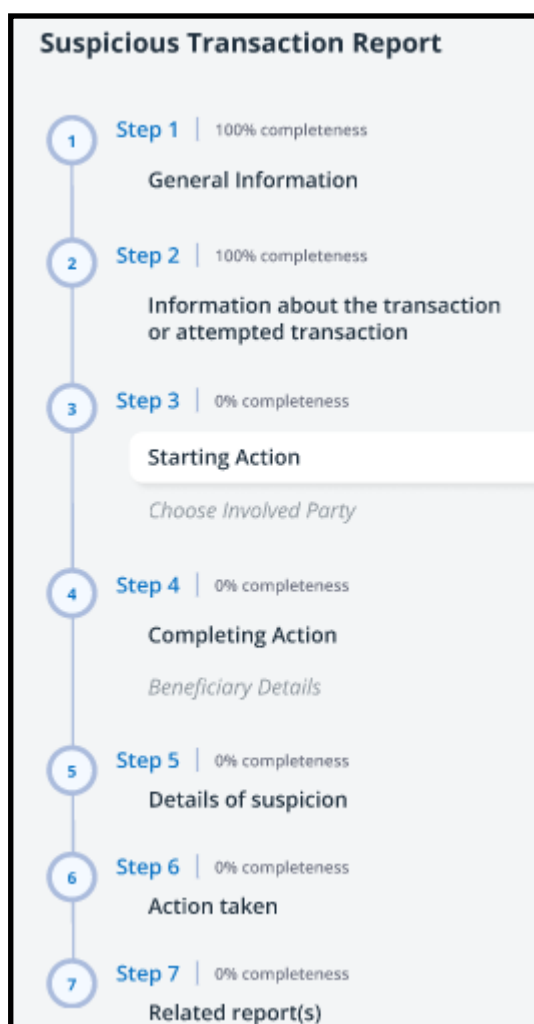 Suspicious Transaction Report
1
Step 1 | 100% completeness
General Information
2
Step 2 | 100% completeness
Information about the transaction
or attempted transaction
3
Step 3 | 0% completeness
Starting Action
Choose Involved Party
4
Step 4 | 0% completeness
Completing Action
Beneficiary Details
5
Step 5 | 0% completeness
Details of suspicion
6
Step 6 | 0% completeness
Action taken
7
Step 7 | 0% completeness
Related report(s)